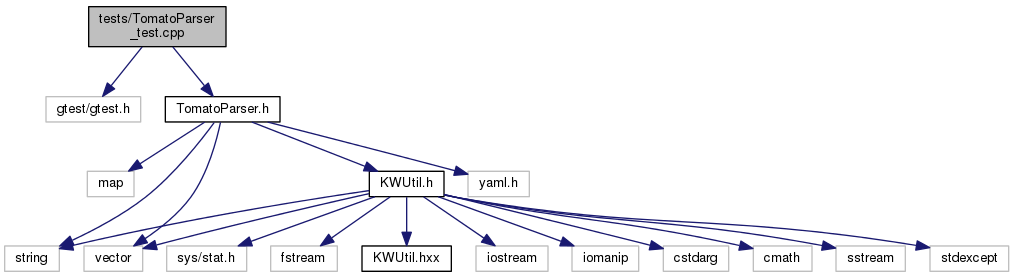 tests/TomatoParser
_test.cpp
gtest/gtest.h
TomatoParser.h
map
KWUtil.h
yaml.h
string
vector
sys/stat.h
fstream
KWUtil.hxx
iostream
iomanip
cstdarg
cmath
sstream
stdexcept